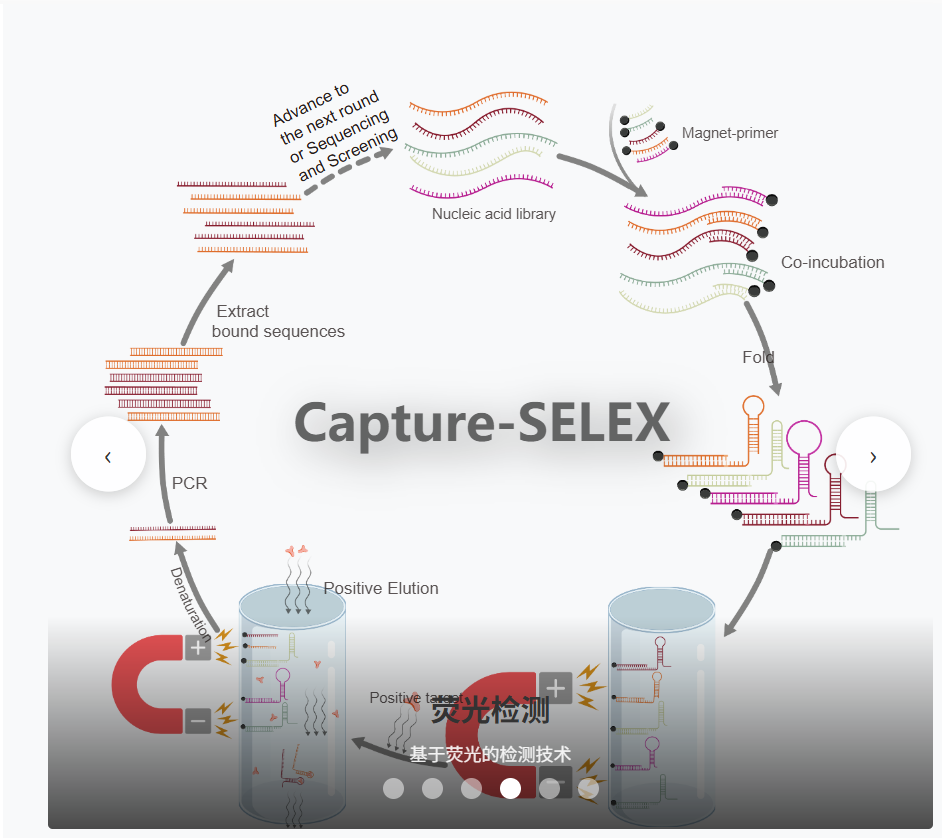 Advance to
the next round
or Sequencing
and Screening
Magnet-primer
Nucleic acid library
Co-incubation
Extract
bound sequences
Fold
Capture-SELEX
‹
›
PCR
Denaturation
Positive Elution
+
−
Positive target
+
荧光检测
基于荧光的检测技术